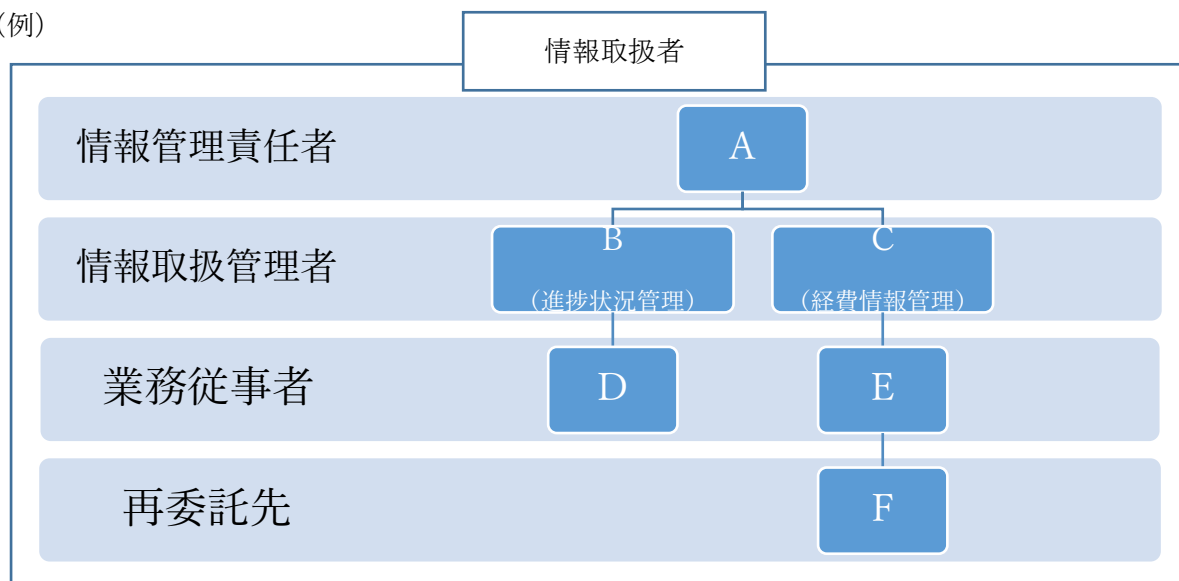 (例)
情報取扱者
情報管理責任者
A
情報取扱管理者
B
(進捗状況管理)
C
(経費情報管理)
業務従事者
D
E
再委託先
F